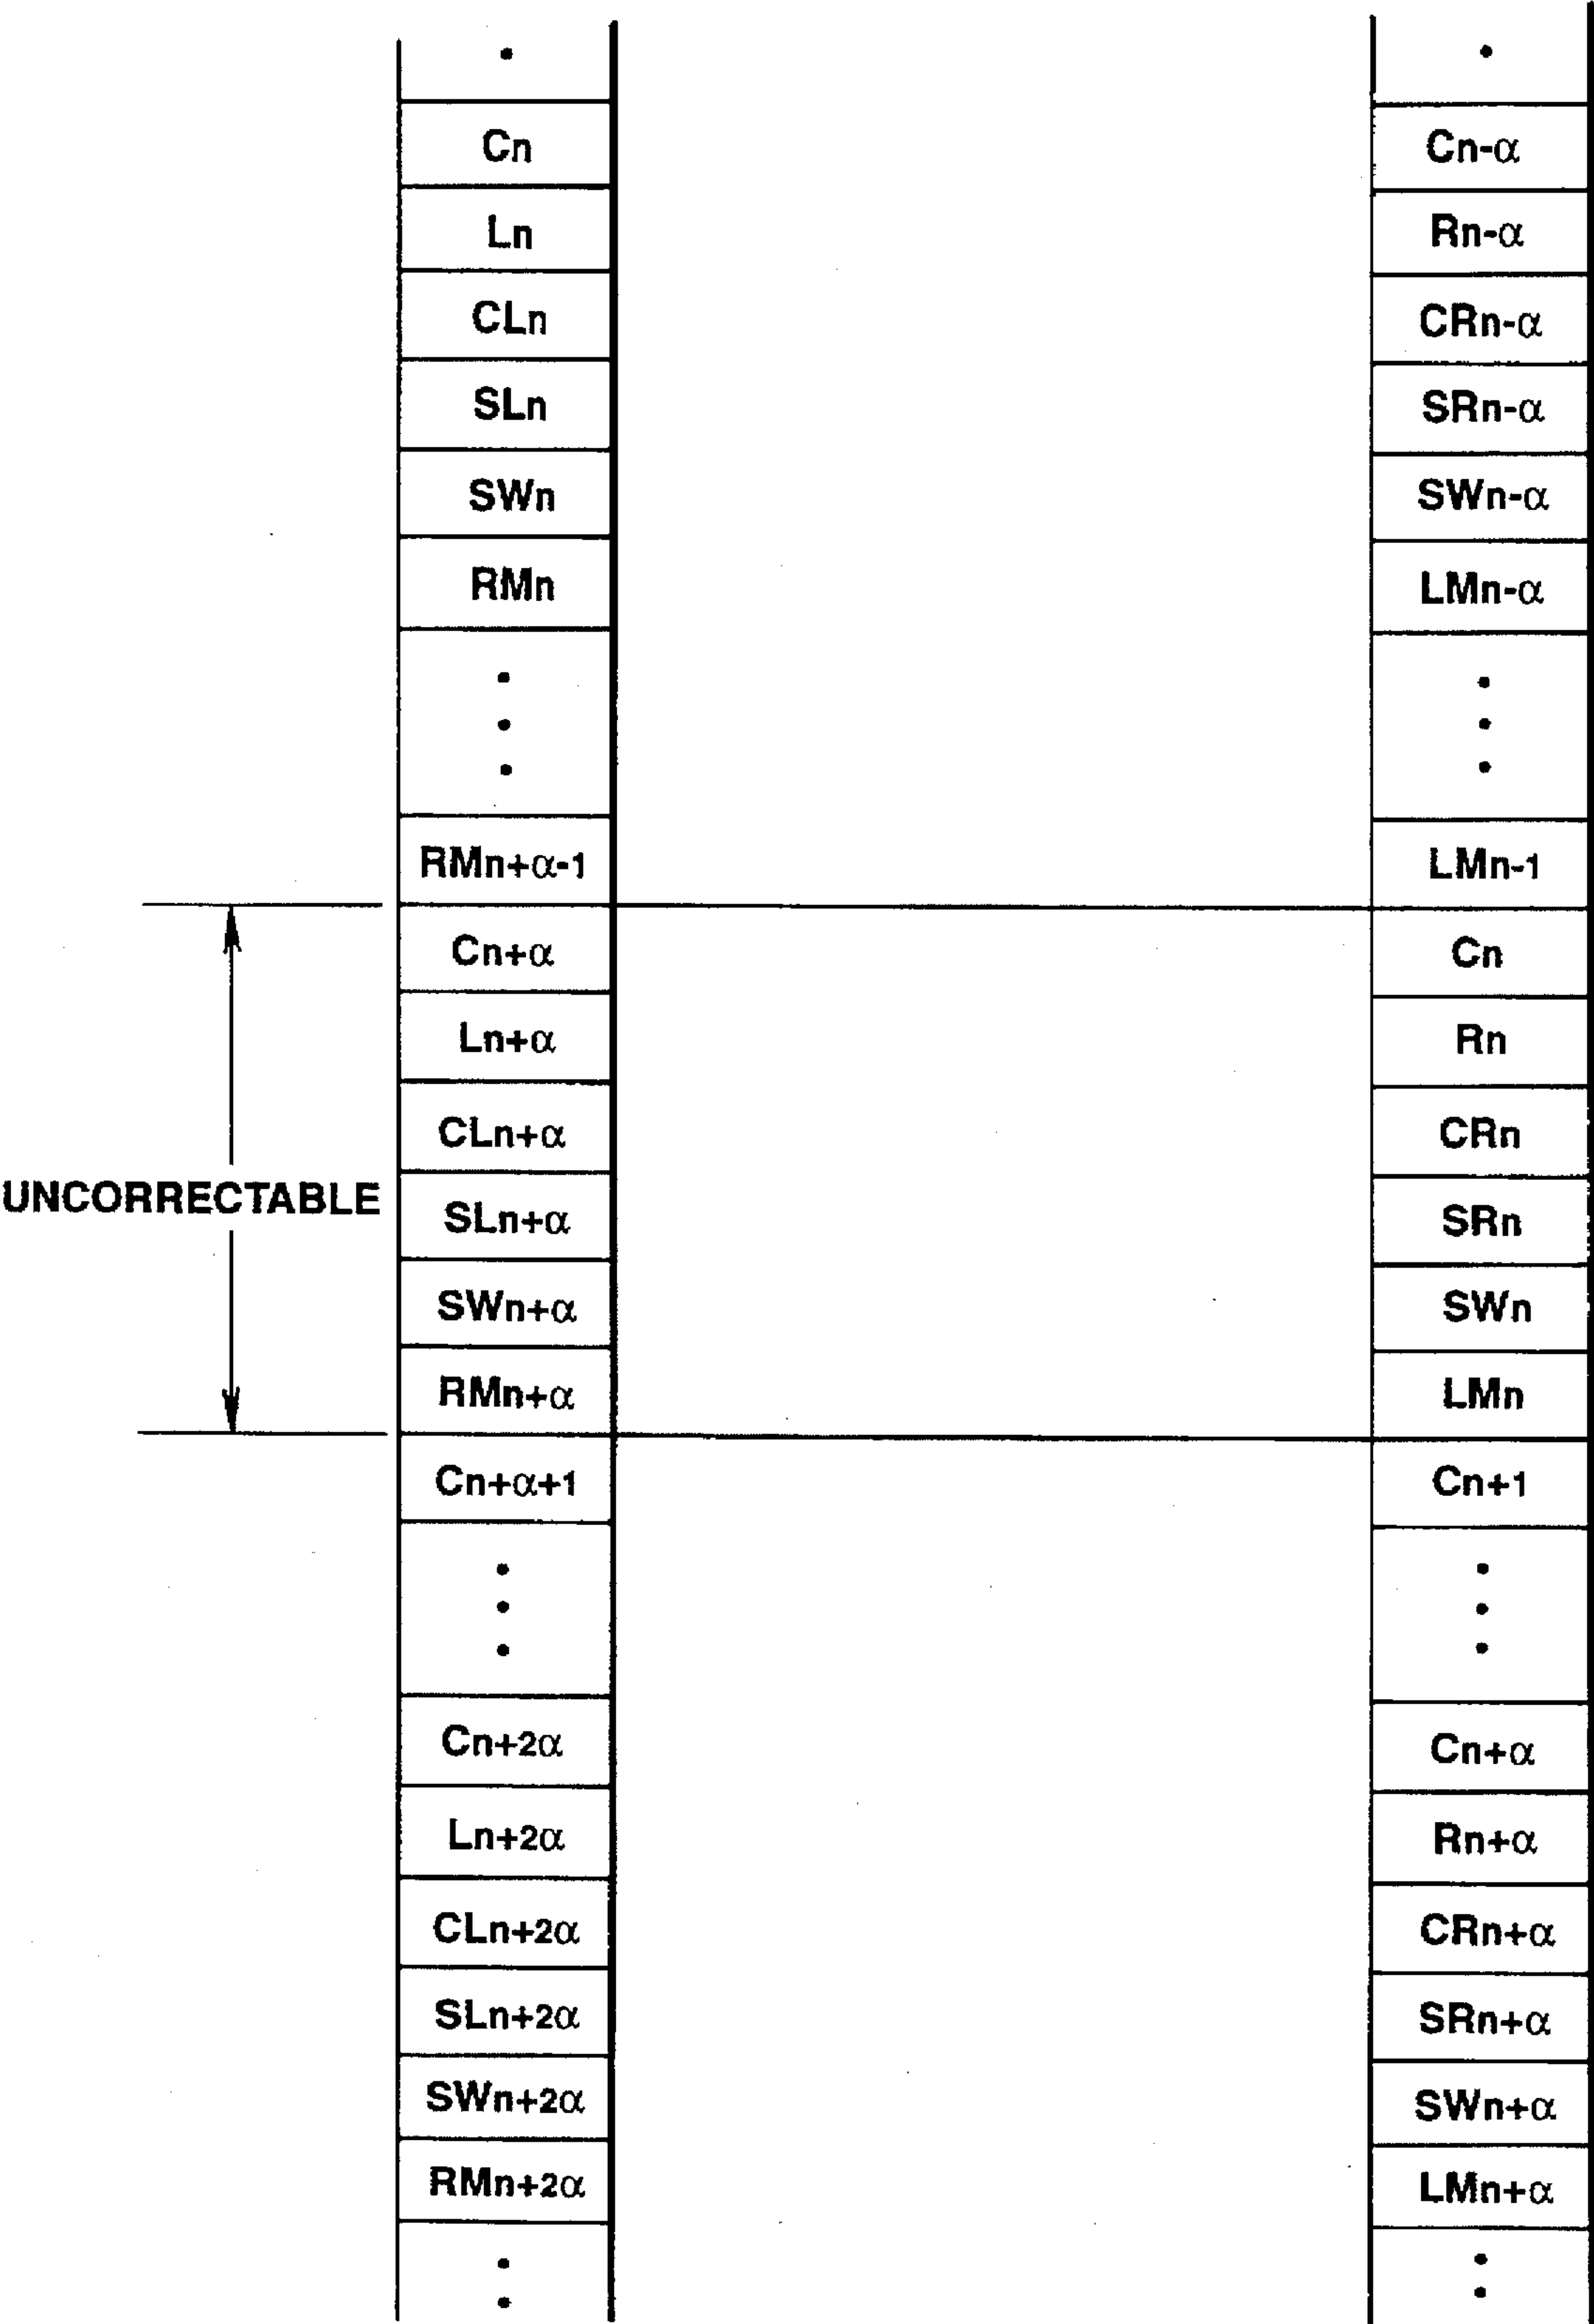 Cn
Ln
CLn
SLn
SWn
RMn
RMn+α-1
Cn+α
Ln+α
CLn+α
SLn+α
SWn+α
RMn+α
Cn+α+1
Cn+2α
Ln+2α
CLn+2α
SLn+2α
SWn+2α
RMn+2α
UNCORRECTABLE
Cn-α
Rn-α
CRn-α
SRn-α
SWn-α
LMn-α
LMn-1
Cn
Rn
CRn
SRn
SWn
LMn
Cn+1
Cn+α
Rn+α
CRn+α
SRn+α
SWn+α
LMn+α